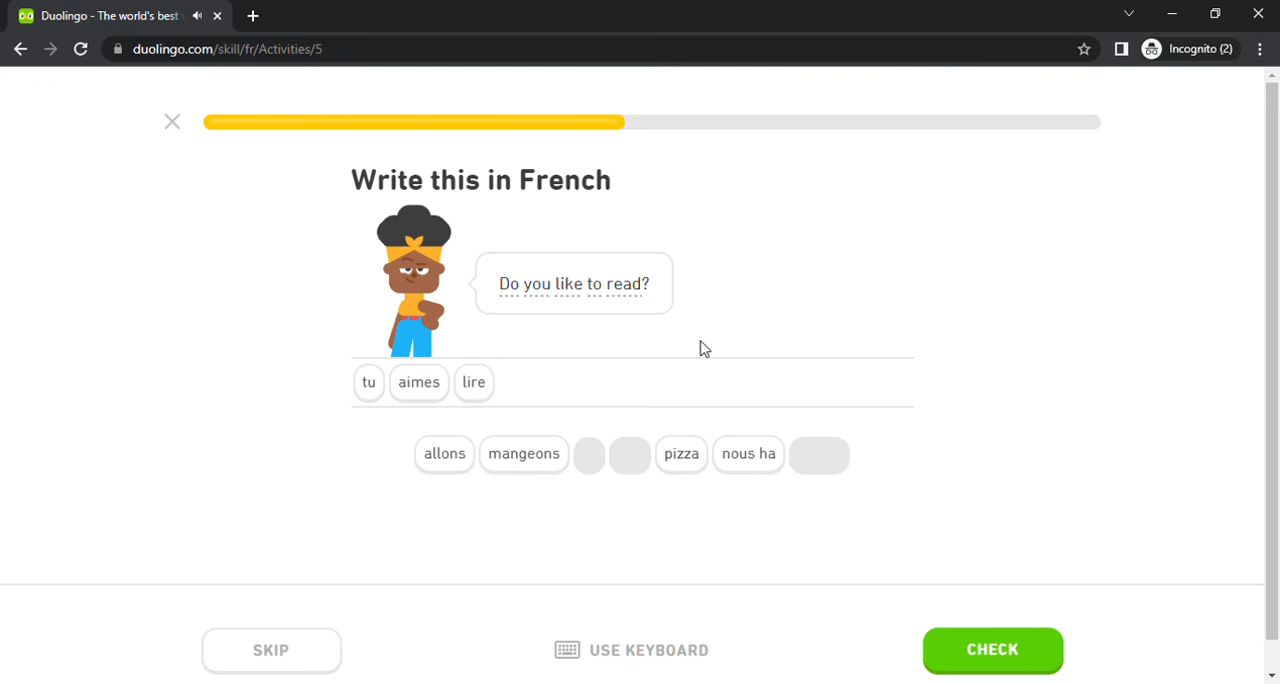 Duolingo - The world's best
duolingo.com/skill/fr/Activities/5
Incognito (2)
Write this in French
Do you like to read?
tu aimes lire
allons mangeons pizza nous ha
SKIP USE KEYBOARD CHECK